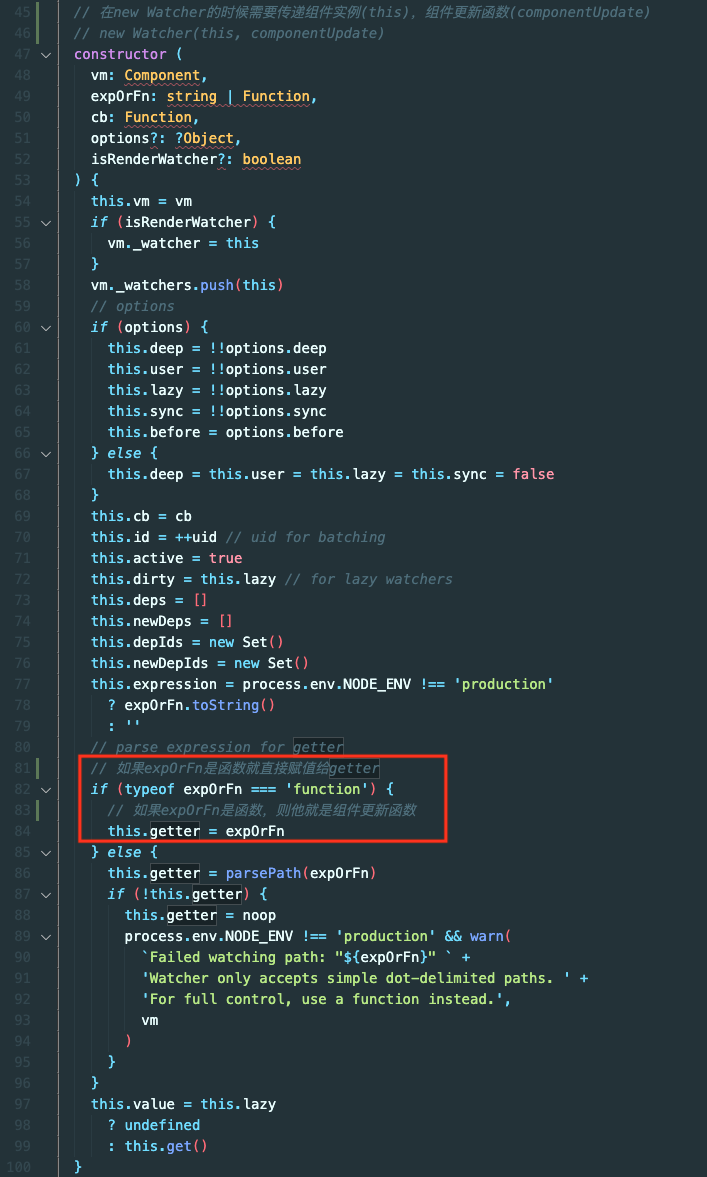 45 // 在new Watcher的时候需要传递组件实例(this)，组件更新函数(componentUpdate)
46 // new Watcher(this, componentUpdate)
47 constructor (
48 vm: Component,
49 expOrFn: string | Function,
50 cb: Function,
51 options?: ?Object,
52 isRenderWatcher?: boolean
53 ) {
54 this.vm = vm
55 if (isRenderWatcher) {
56 vm._watcher = this
57 }
58 vm._watchers.push(this)
59 // options
60 if (options) {
61 this.deep = !!options.deep
62 this.user = !!options.user
63 this.lazy = !!options.lazy
64 this.sync = !!options.sync
65 this.before = options.before
66 } else {
67 this.deep = this.user = this.lazy = this.sync = false
68 }
69 this.cb = cb
70 this.id = ++uid // uid for batching
71 this.active = true
72 this.dirty = this.lazy // for lazy watchers
73 this.deps = []
74 this.newDeps = []
75 this.depIds = new Set()
76 this.newDepIds = new Set()
77 this.expression = process.env.NODE_ENV !== 'production'
78 ? expOrFn.toString()
79 : ''
80 // parse expression for getter
81 // 如果expOrFn是函数就直接赋值给getter
82 if (typeof expOrFn === 'function') {
83 // 如果expOrFn是函数，则他就是组件更新函数
84 this.getter = expOrFn
85 } else {
86 this.getter = parsePath(expOrFn)
87 if (!this.getter) {
88 this.getter = noop
89 process.env.NODE_ENV !== 'production' && warn(
90 `Failed watching path: "${expOrFn}" ` +
91 'Watcher only accepts simple dot-delimited paths. ' +
92 'For full control, use a function instead.',
93 vm
94 )
95 }
96 }
97 this.value = this.lazy
98 ? undefined
99 : this.get()
100 }